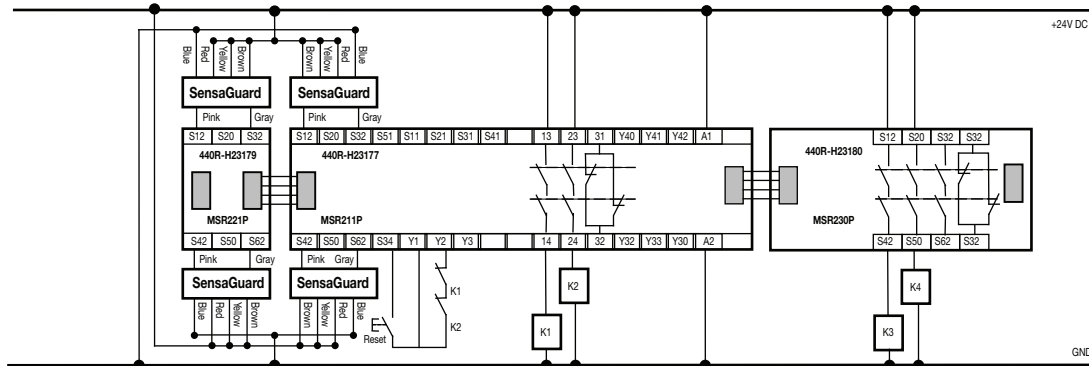 +24V DC
Blue Red Yellow Brown Brown Yellow Red Blue
SensaGuard SensaGuard
Pink Gray Pink Gray
S12 S20 S32 S12 S20 S32 S51 S11 S21 S31 S41 13 23 31 Y40 Y41 Y42 A1 S12 S20 S32 S32
440R-H23179 440R-H23177 440R-H23180
MSR221P MSR211P MSR230P
S42 S50 S62 S42 S50 S62 S34 Y1 Y2 Y3 14 24 32 Y32 Y33 Y30 A2 S42 S50 S62 S32
Pink Gray Pink Gray
SensaGuard SensaGuard K1 K2 K4
Blue Red Yellow Brown Brown Yellow Red Blue
Reset K2 K1 K3
GND